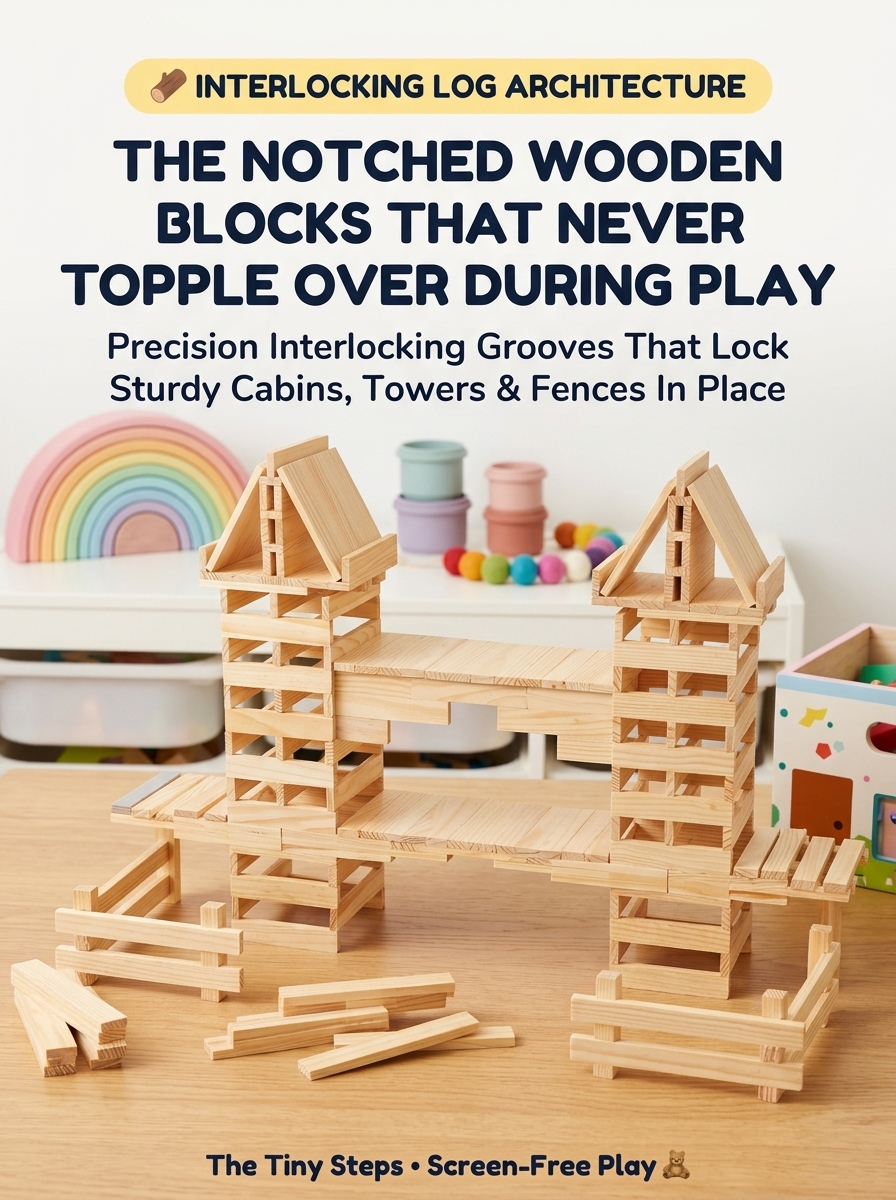 🪵 INTERLOCKING LOG ARCHITECTURE
THE NOTCHED WOODEN
BLOCKS THAT NEVER
TOPPLE OVER DURING PLAY
Precision Interlocking Grooves That Lock
Sturdy Cabins, Towers & Fences In Place
The Tiny Steps • Screen-Free Play 🧸